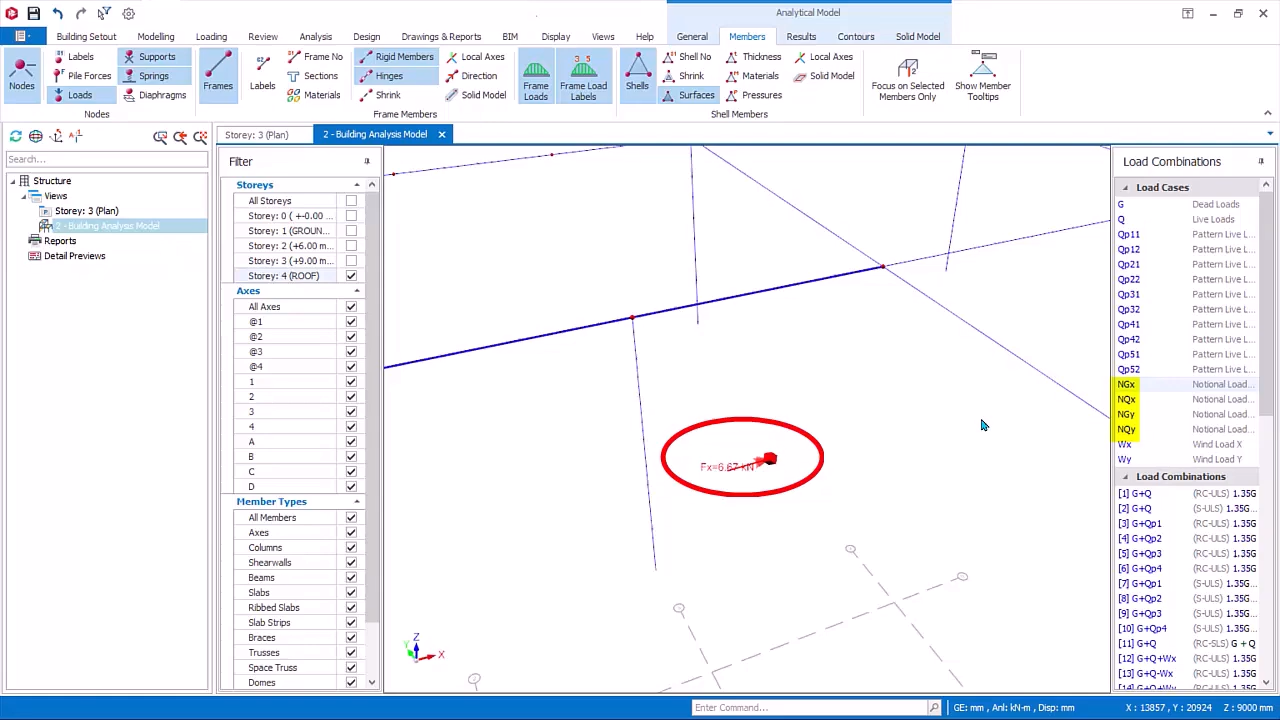 Analytical Model
Building Setout
Modelling
Loading
Review
Analysis
Design
Drawings & Reports
BIM
Display
Views
Help
General
Members
Results
Contours
Solid Model
Nodes
Labels
Pile Forces
Loads
Supports
Springs
Diaphragms
Nodes
Frames
Labels
Frame No
Sections
Materials
Rigid Members
Hinges
Shrink
Local Axes
Direction
Solid Model
Frame Loads
Frame Load Labels
Frame Members
Shells
Shell No
Shrink
Surfaces
Thickness
Materials
Pressures
Local Axes
Solid Model
Shell Members
Focus on Selected Members Only
Show Member Tooltips
Storey: 3 (Plan)
2 - Building Analysis Model
Search...
Structure
Views
Storey: 3 (Plan)
2 - Building Analysis Model
Reports
Detail Previews
Filter
Storeys
All Storeys
Storey: 0 ( +-0.00 ...
Storey: 1 (GROUN...
Storey: 2 (+6.00 m...
Storey: 3 (+9.00 m...
Storey: 4 (ROOF)
Axes
All Axes
@1
@2
@3
@4
1
2
3
4
A
B
C
D
Member Types
All Members
Axes
Columns
Shearwalls
Beams
Slabs
Ribbed Slabs
Slab Strips
Braces
Trusses
Space Truss
Domes
Fx=6.67 kN
Z
Y
X
Load Combinations
Load Cases
G Dead Loads
Q Live Loads
Qp11 Pattern Live L...
Qp12 Pattern Live L...
Qp21 Pattern Live L...
Qp22 Pattern Live L...
Qp31 Pattern Live L...
Qp32 Pattern Live L...
Qp41 Pattern Live L...
Qp42 Pattern Live L...
Qp51 Pattern Live L...
Qp52 Pattern Live L...
NGx Notional Load...
NQx Notional Load...
NGy Notional Load...
NQy Notional Load...
Wx Wind Load X
Wy Wind Load Y
Load Combinations
[1] G+Q (RC-ULS) 1.35G...
[2] G+Q (S-ULS) 1.35G...
[3] G+Qp1 (RC-ULS) 1.35G...
[4] G+Qp2 (RC-ULS) 1.35G...
[5] G+Qp3 (RC-ULS) 1.35G...
[6] G+Qp4 (RC-ULS) 1.35G...
[7] G+Qp1 (S-ULS) 1.35G...
[8] G+Qp2 (S-ULS) 1.35G...
[9] G+Qp3 (S-ULS) 1.35G...
[10] G+Qp4 (S-ULS) 1.35G...
[11] G+Q (RC-SLS) G + Q
[12] G+Q+Wx (RC-ULS) 1.35G
[13] G+Q-Wx (RC-ULS) 1.35G
Enter Command...
GE: mm , Anl: kN-m , Disp: mm
X : 13857 , Y : 20924
Z : 9000 mm